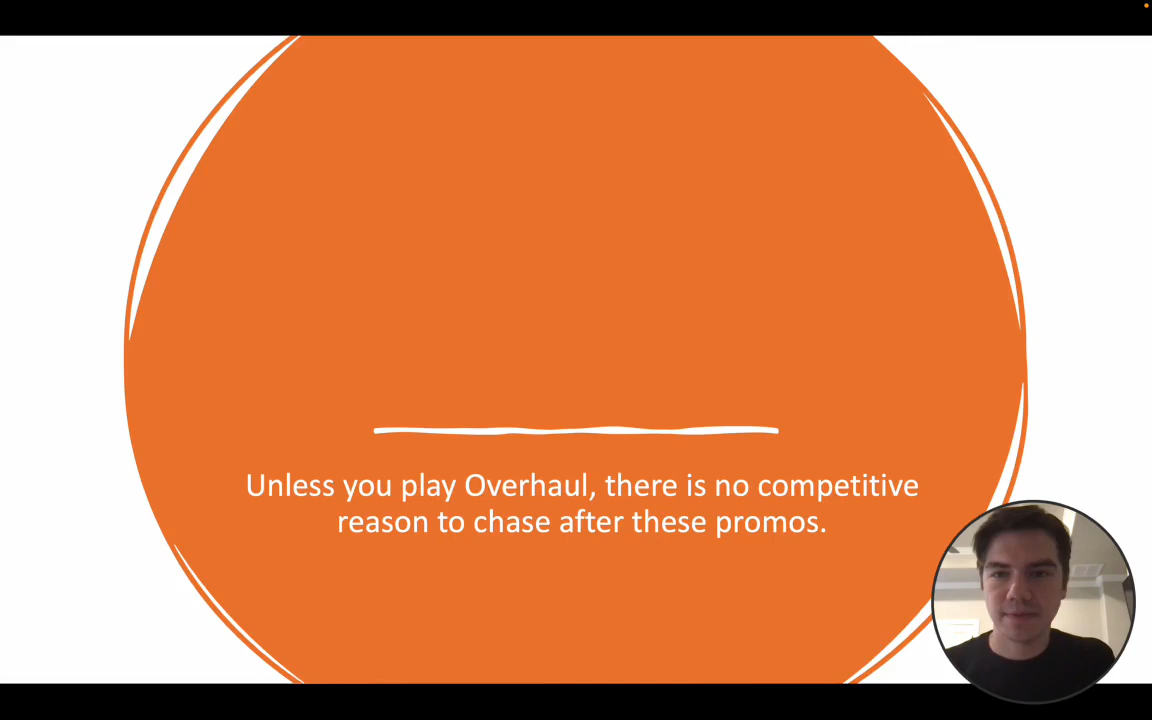 Unless you play Overhaul, there is no competitive
reason to chase after these promos.